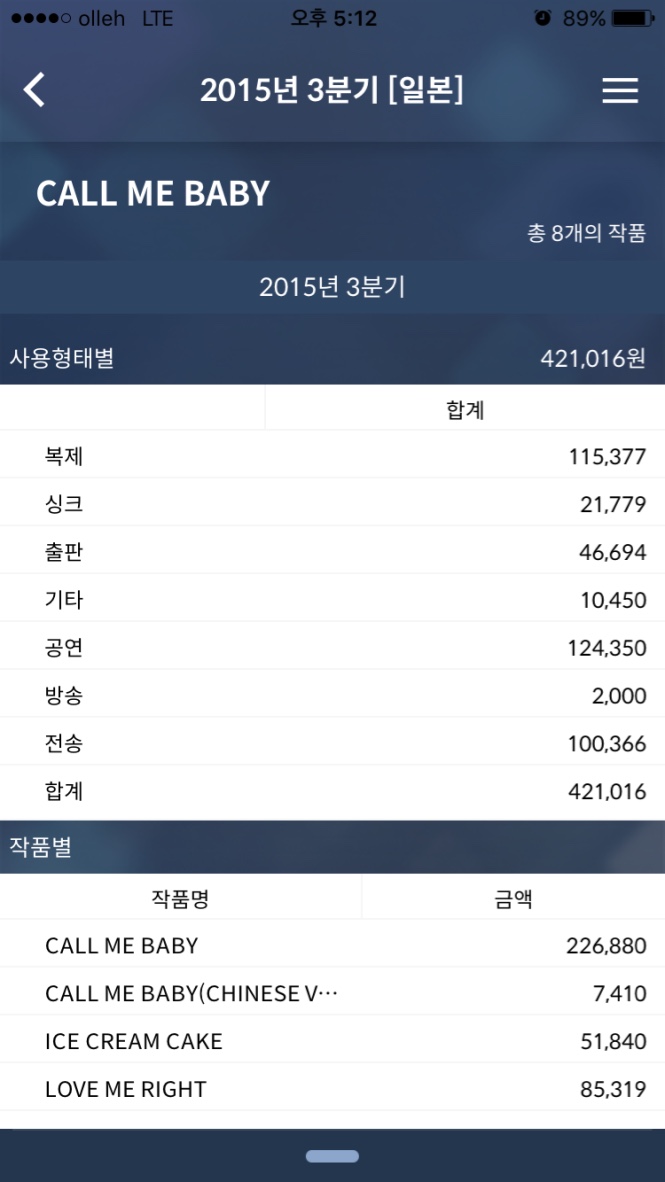 olleh LTE 오후 5:12 89%
2015년 3분기 [일본]
CALL ME BABY
총 8개의 작품
2015년 3분기
사용형태별 421,016원
합계
복제 115,377
싱크 21,779
출판 46,694
기타 10,450
공연 124,350
방송 2,000
전송 100,366
합계 421,016
작품별
작품명 금액
CALL ME BABY 226,880
CALL ME BABY(CHINESE V··· 7,410
ICE CREAM CAKE 51,840
LOVE ME RIGHT 85,319